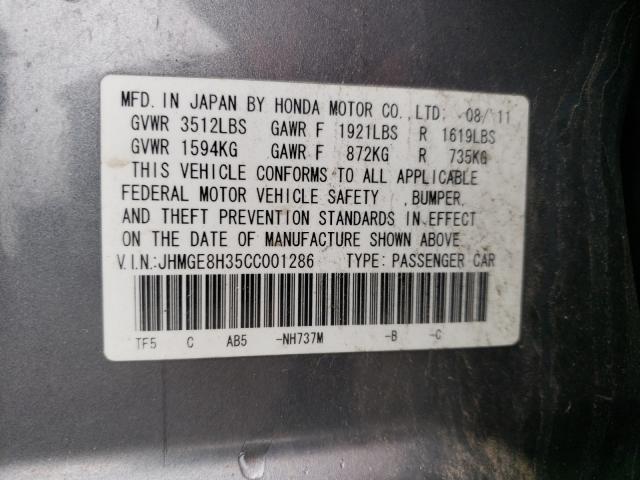 MFD. IN JAPAN BY HONDA MOTOR CO., LTD. 08/ 11
GVWR 3512LBS GAWR F 1921LBS R 1619LBS
GVWR 1594KG GAWR F 872KG R 735KG
THIS VEHICLE CONFORMS TO ALL APPLICABLE
FEDERAL MOTOR VEHICLE SAFETY , BUMPER,
AND THEFT PREVENTION STANDARDS IN EFFECT
ON THE DATE OF MANUFACTURE SHOWN ABOVE.
V.I.N.:JHMGE8H35CC001286 TYPE: PASSENGER CAR
TF5 C AB5 -NH737M -B -C